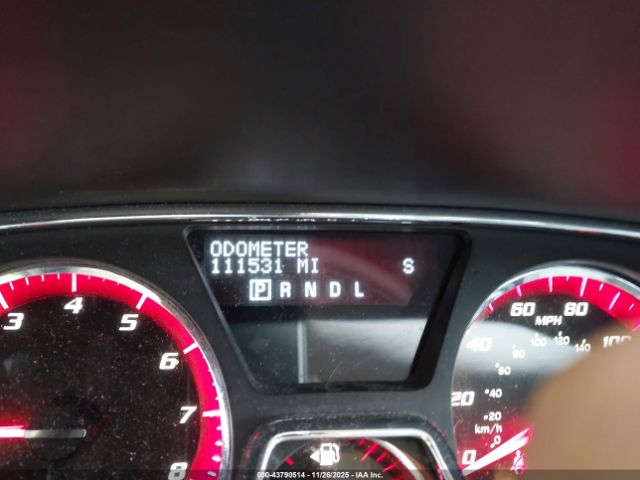 ODOMETER
111531 MI S
P R N D L
3 4 5 6 7 8
20 40 60 80 100
MPH
20 40 60 80 100 120 140
km/h
0
0
000-43790514 - 11/26/2025 - IAA Inc.